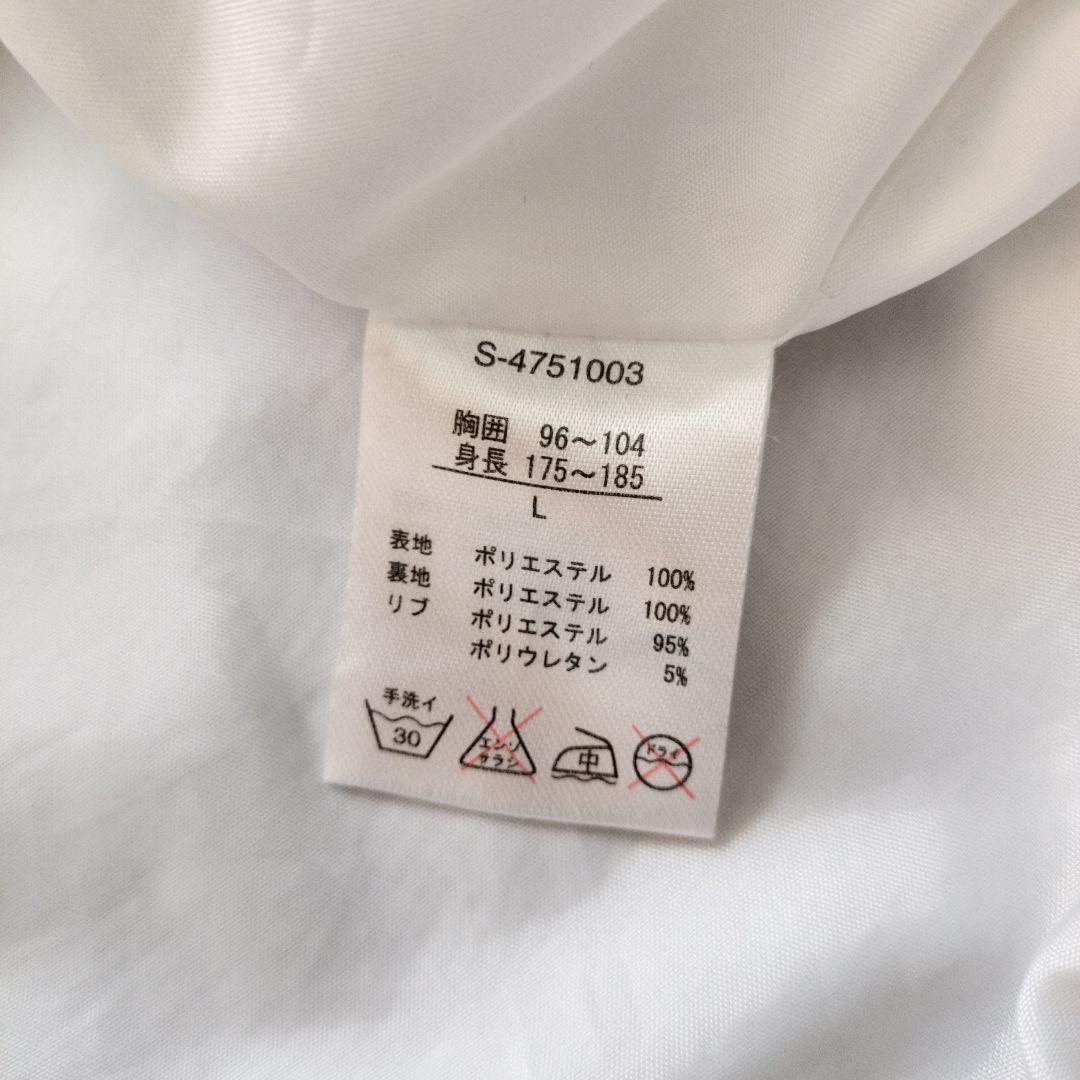 S-4751003
胸囲 96～104
身長 175～185
L
表地 ポリエステル 100%
裏地 ポリエステル 100%
リブ ポリエステル 95%
ポリウレタン 5%
手洗イ
30
エンソ
サラシ
中
ドライ